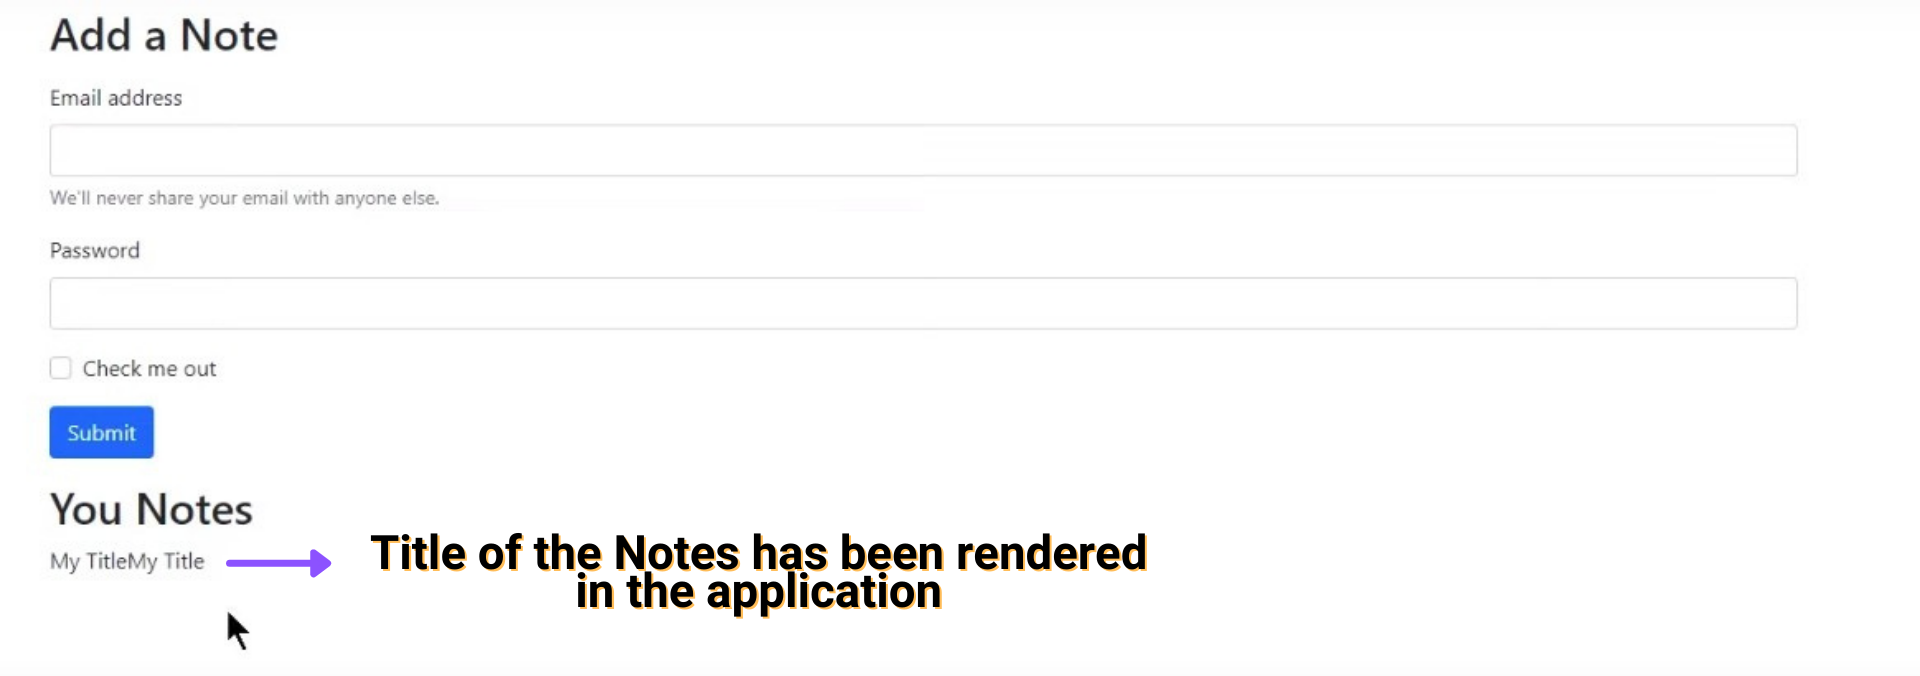 Add a Note
Email address
We'll never share your email with anyone else.
Password
Check me out
Submit
You Notes
My TitleMy Title
Title of the Notes has been rendered
in the application